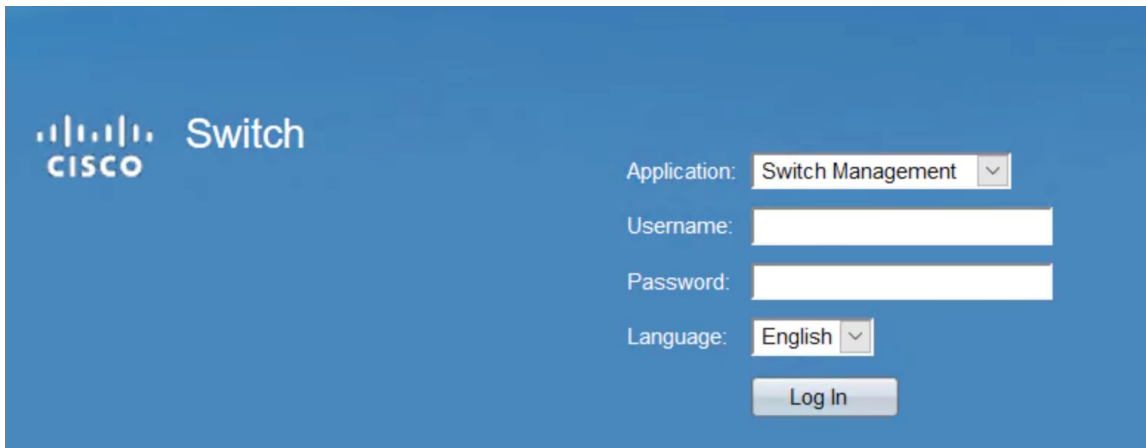 CISCO Switch
Application: Switch Management
Username:
Password:
Language: English
Log In